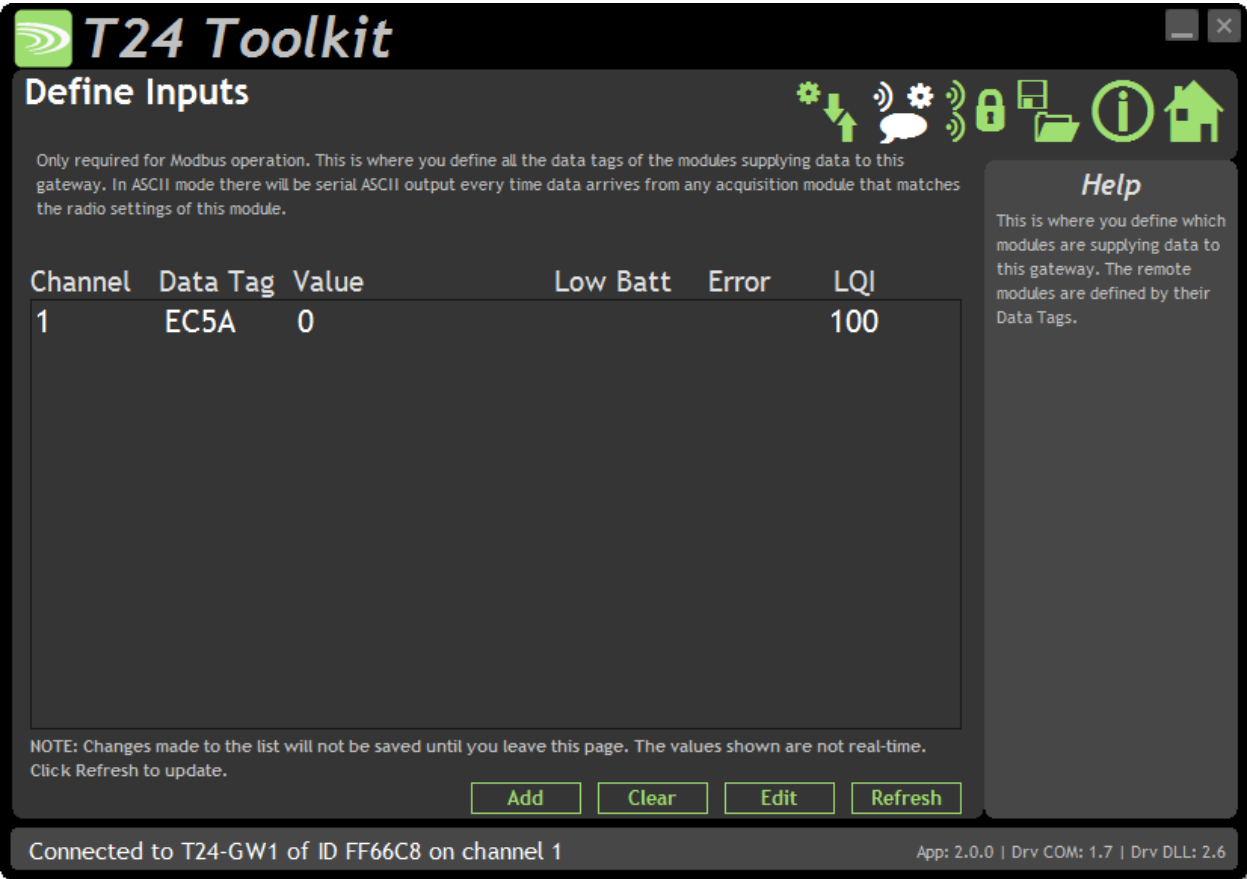 T24 Toolkit
Define Inputs
Only required for Modbus operation. This is where you define all the data tags of the modules supplying data to this
gateway. In ASCII mode there will be serial ASCII output every time data arrives from any acquisition module that matches
the radio settings of this module.
Help
This is where you define which
modules are supplying data to
this gateway. The remote
modules are defined by their
Data Tags.
Channel Data Tag Value Low Batt Error LQI
1 EC5A 0 100
NOTE: Changes made to the list will not be saved until you leave this page. The values shown are not real-time.
Click Refresh to update.
Add Clear Edit Refresh
Connected to T24-GW1 of ID FF66C8 on channel 1
App: 2.0.0 | Drv COM: 1.7 | Drv DLL: 2.6